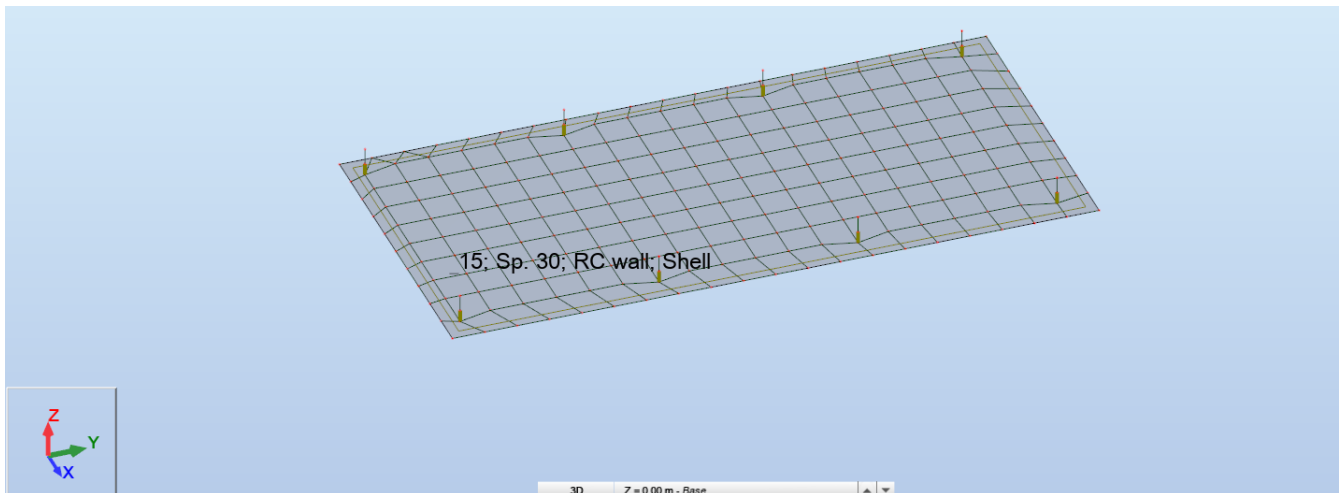 15; Sp. 30; RC wall; Shell
Z
Y
X
3D Z = 0.00 m - Base